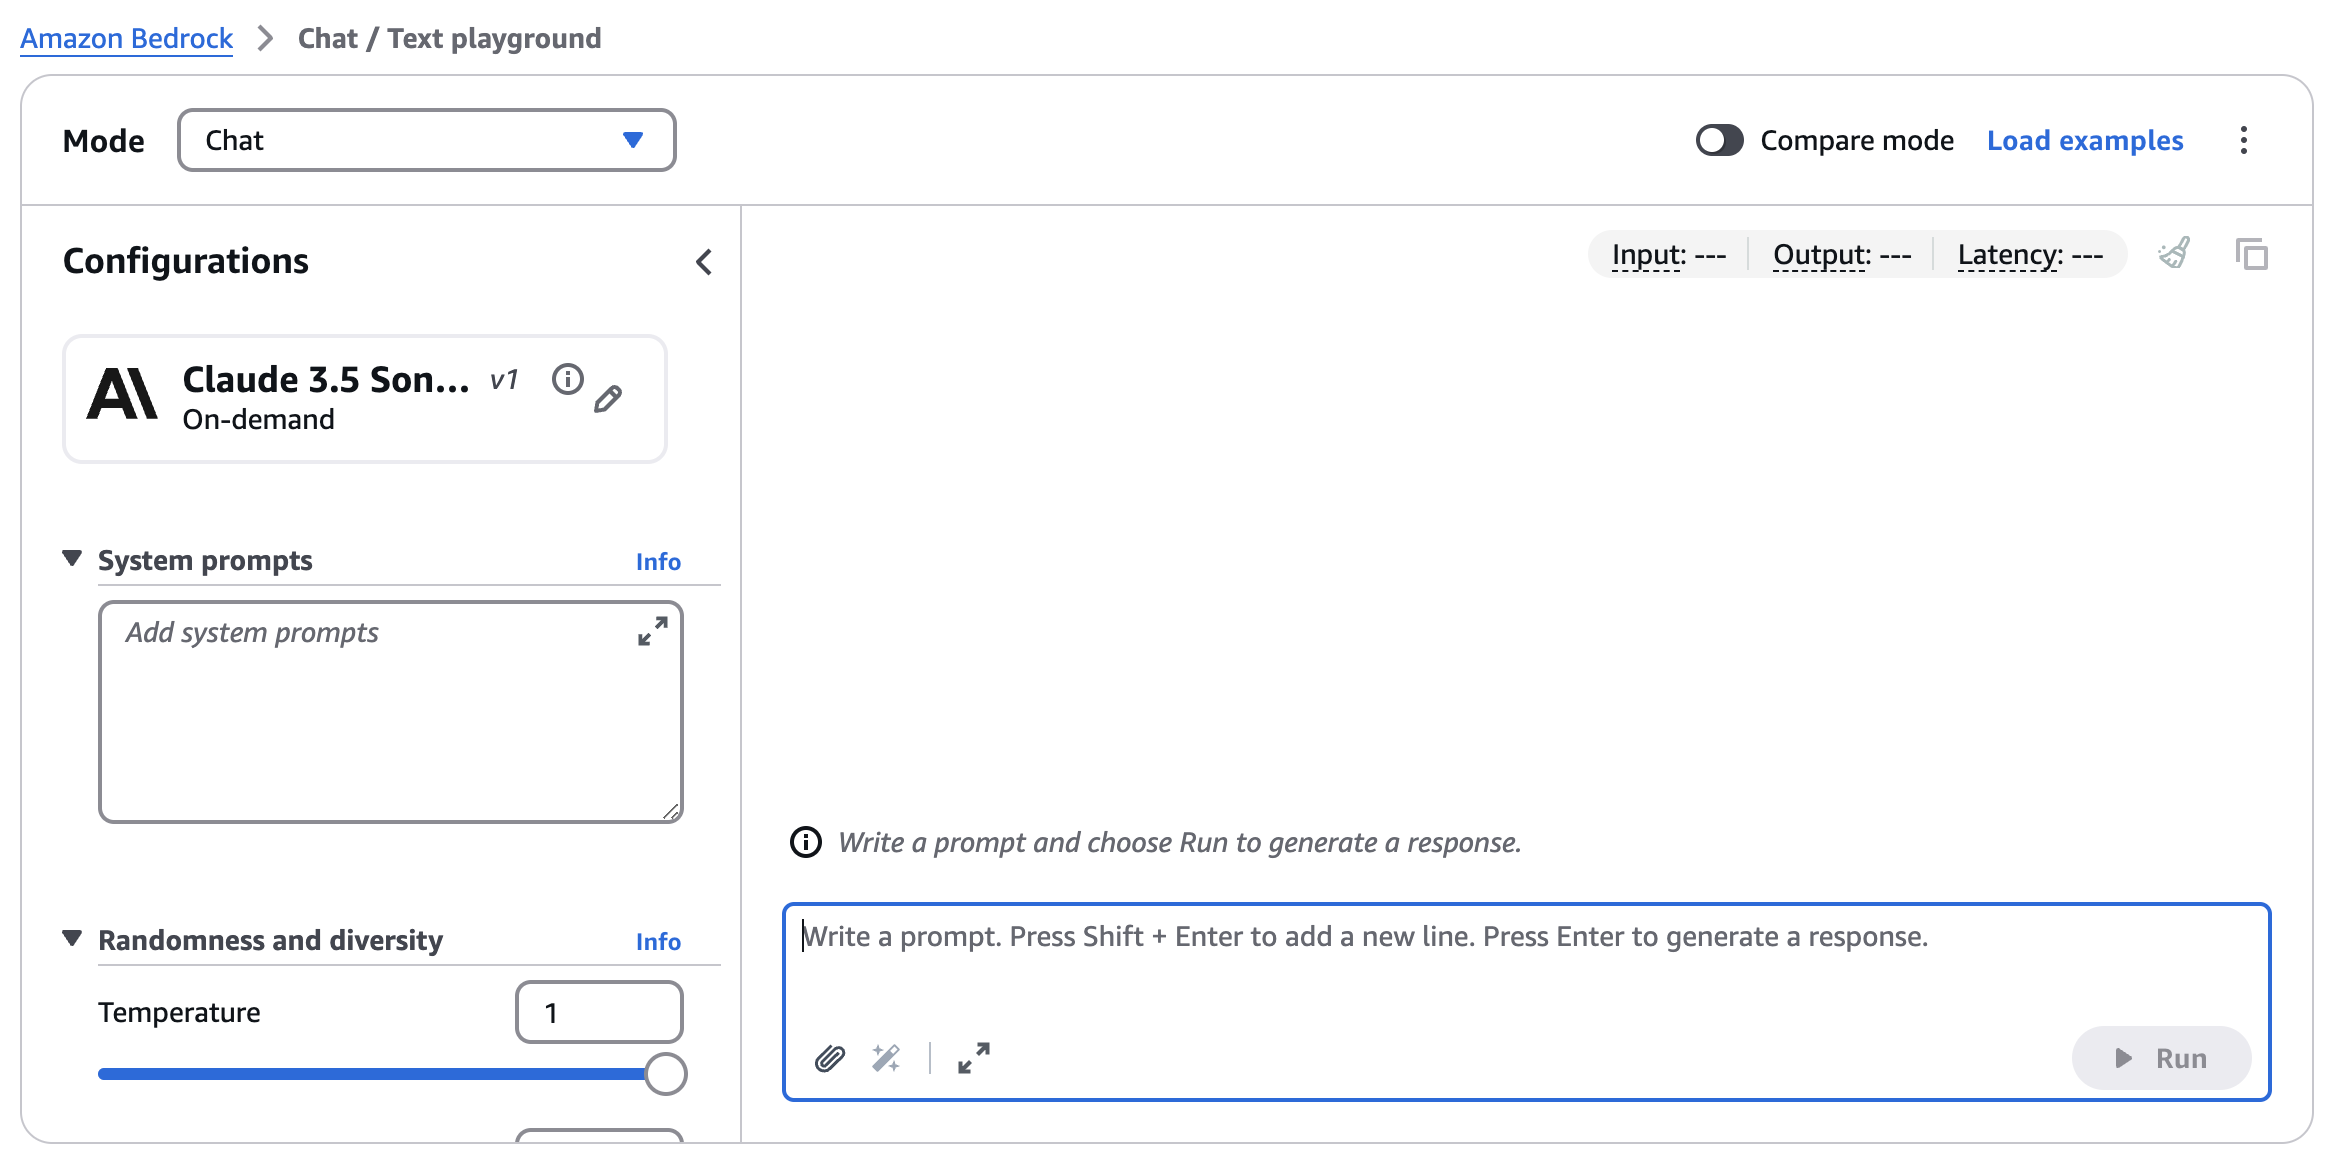 Amazon Bedrock > Chat / Text playground
Mode Chat Compare mode Load examples
Configurations
Input: --- Output: --- Latency: ---
Claude 3.5 Son... v1
On-demand
System prompts Info
Add system prompts
Randomness and diversity Info
Temperature 1
Write a prompt and choose Run to generate a response.
Write a prompt. Press Shift + Enter to add a new line. Press Enter to generate a response.
Run